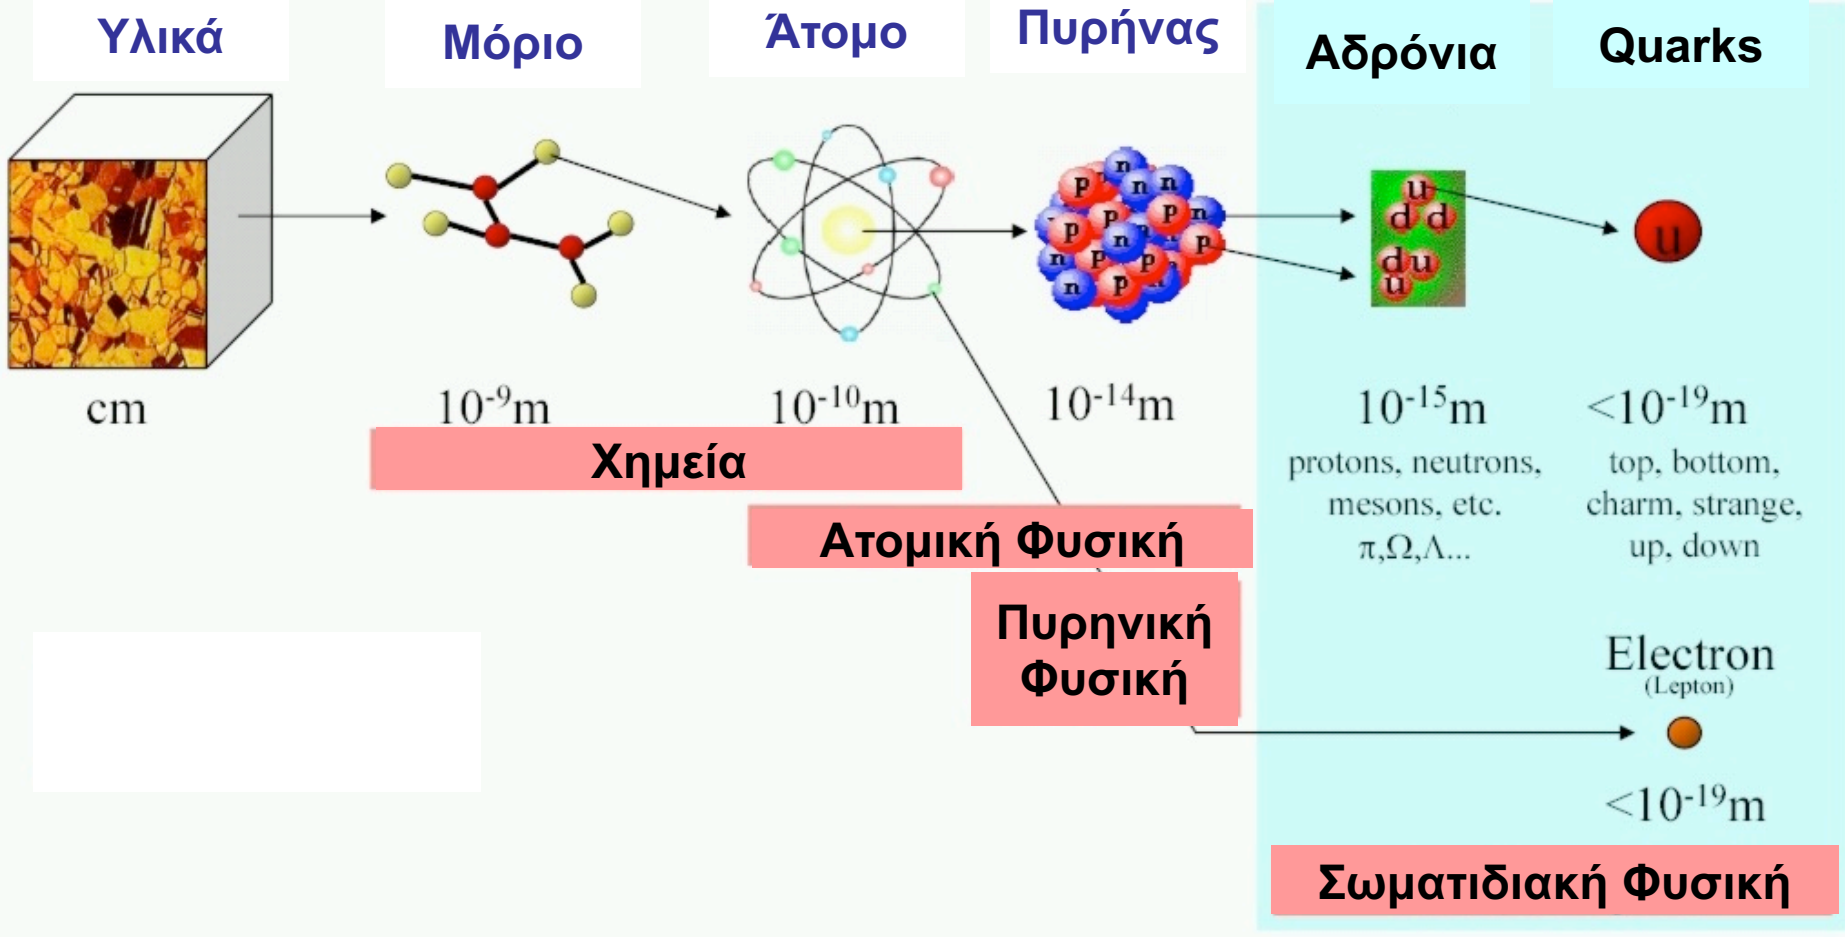 Υλικά
Μόριο
Άτομο
Πυρήνας
Αδρόνια
Quarks
n
p
n
n
n
p
p
p
n
p
n
p
n
p
p
n
p
n
u
d d
d u
u
u
cm
10⁻⁹m
10⁻¹⁰m
10⁻¹⁴m
10⁻¹⁵m
<10⁻¹⁹m
Χημεία
protons, neutrons,
mesons, etc.
π,Ω,Λ...
top, bottom,
charm, strange,
up, down
Ατομική Φυσική
Πυρηνική
Φυσική
Electron
(Lepton)
<10⁻¹⁹m
Σωματιδιακή Φυσική